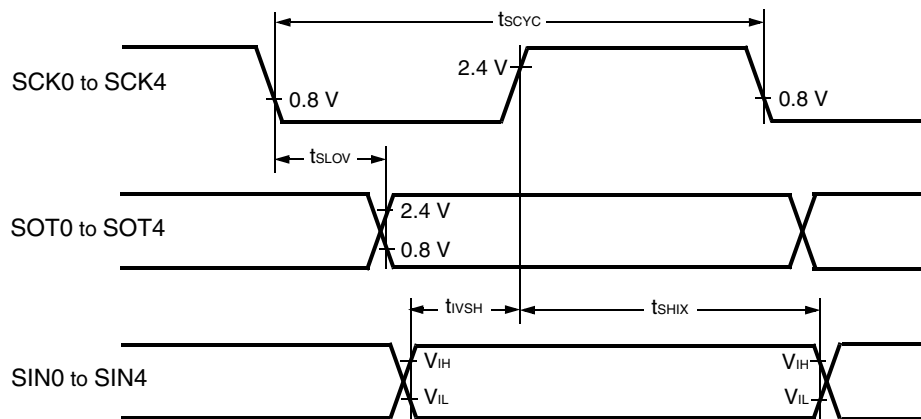 tSCYC
SCK0 to SCK4
2.4 V
0.8 V
0.8 V
tSLOV
SOT0 to SOT4
2.4 V
0.8 V
tIVSH
tSHIX
SIN0 to SIN4
VIH
VIH
VIL
VIL